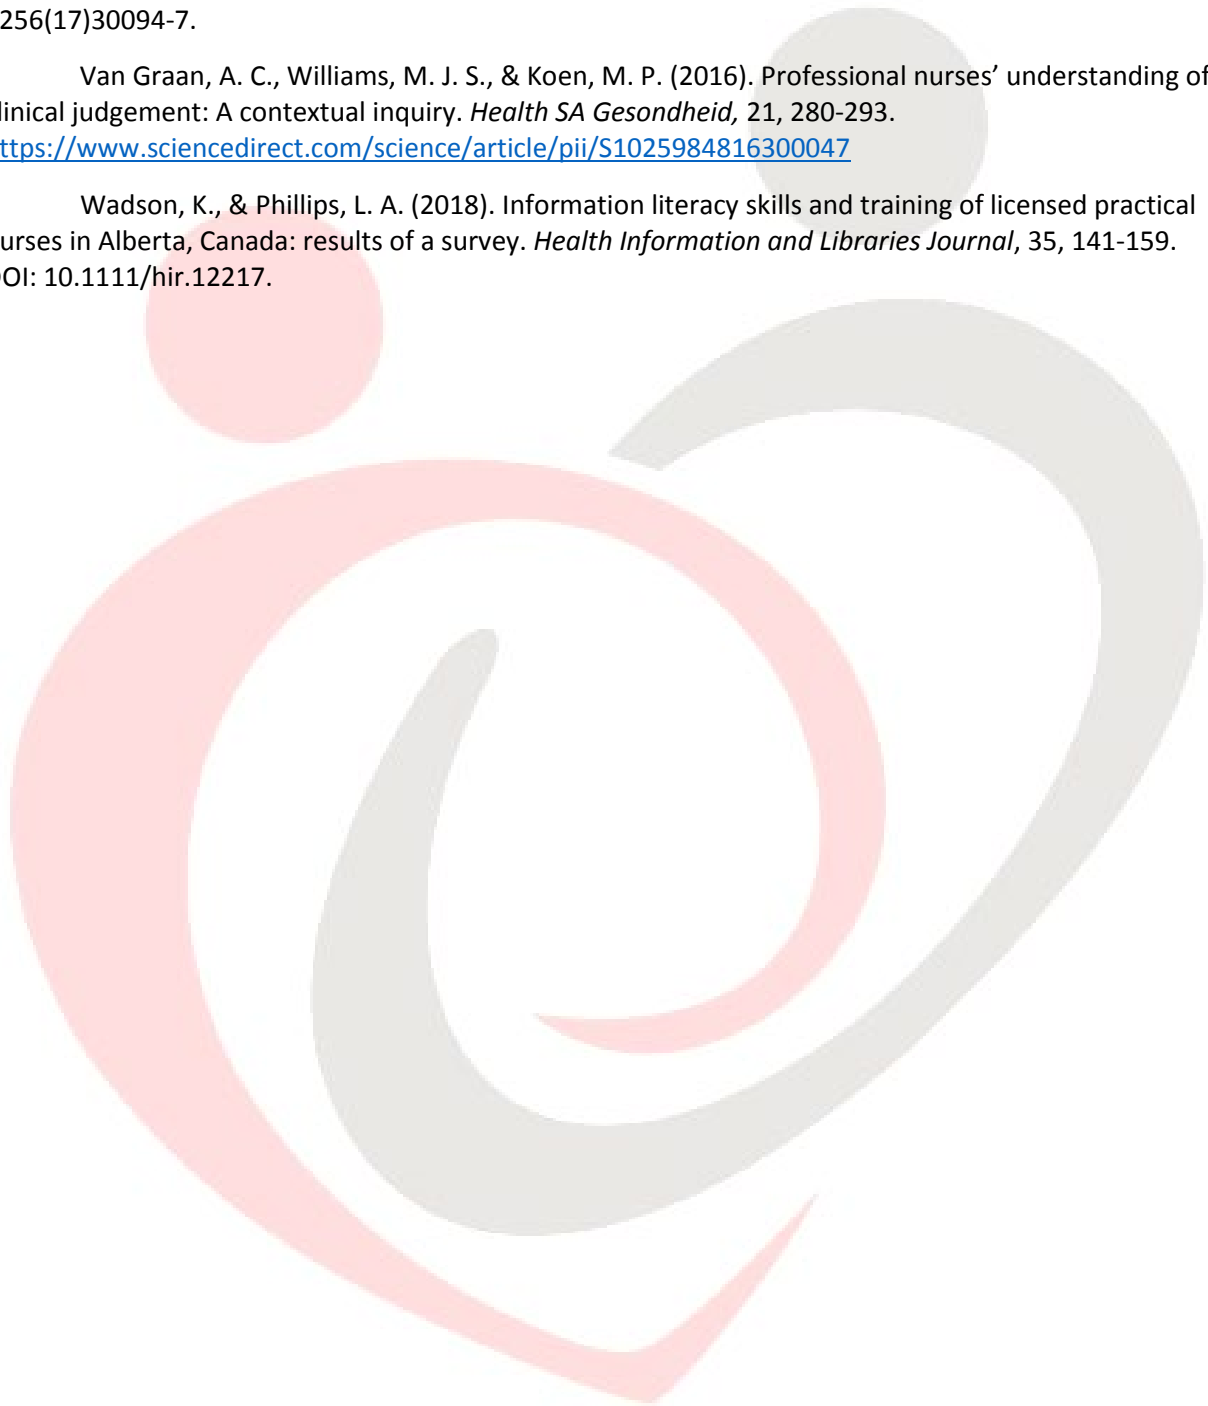 256(17)30094-7.
Van Graan, A. C., Williams, M. J. S., & Koen, M. P. (2016). Professional nurses’ understanding of
linical judgement: A contextual inquiry. Health SA Gesondheid, 21, 280-293.
ttps://www.sciencedirect.com/science/article/pii/S1025984816300047
Wadson, K., & Phillips, L. A. (2018). Information literacy skills and training of licensed practical
urses in Alberta, Canada: results of a survey. Health Information and Libraries Journal, 35, 141-159.
OI: 10.1111/hir.12217.